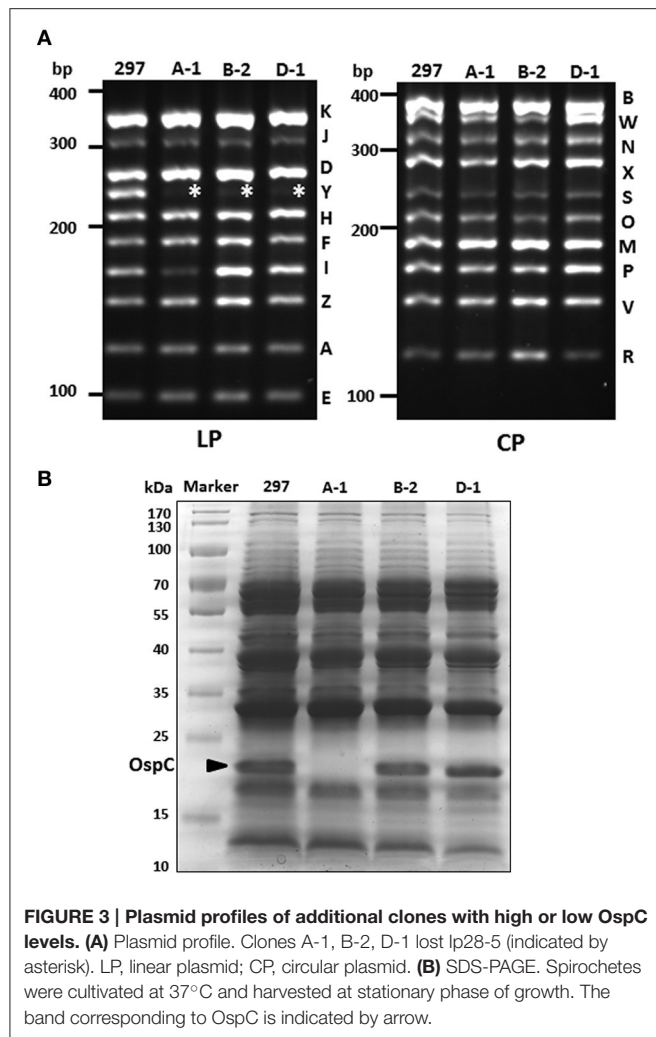 A
bp 297 A-1 B-2 D-1
400
300
200
100
K
J
D
Y
* * *
H
F
I
Z
A
E
LP
bp 297 A-1 B-2 D-1
400
300
200
100
B
W
N
X
S
O
M
P
V
R
CP
B
kDa Marker 297 A-1 B-2 D-1
170
130
100
70
55
40
35
25
OspC
15
10
FIGURE 3 | Plasmid profiles of additional clones with high or low OspC
levels. (A) Plasmid profile. Clones A-1, B-2, D-1 lost lp28-5 (indicated by
asterisk). LP, linear plasmid; CP, circular plasmid. (B) SDS-PAGE. Spirochetes
were cultivated at 37°C and harvested at stationary phase of growth. The
band corresponding to OspC is indicated by arrow.